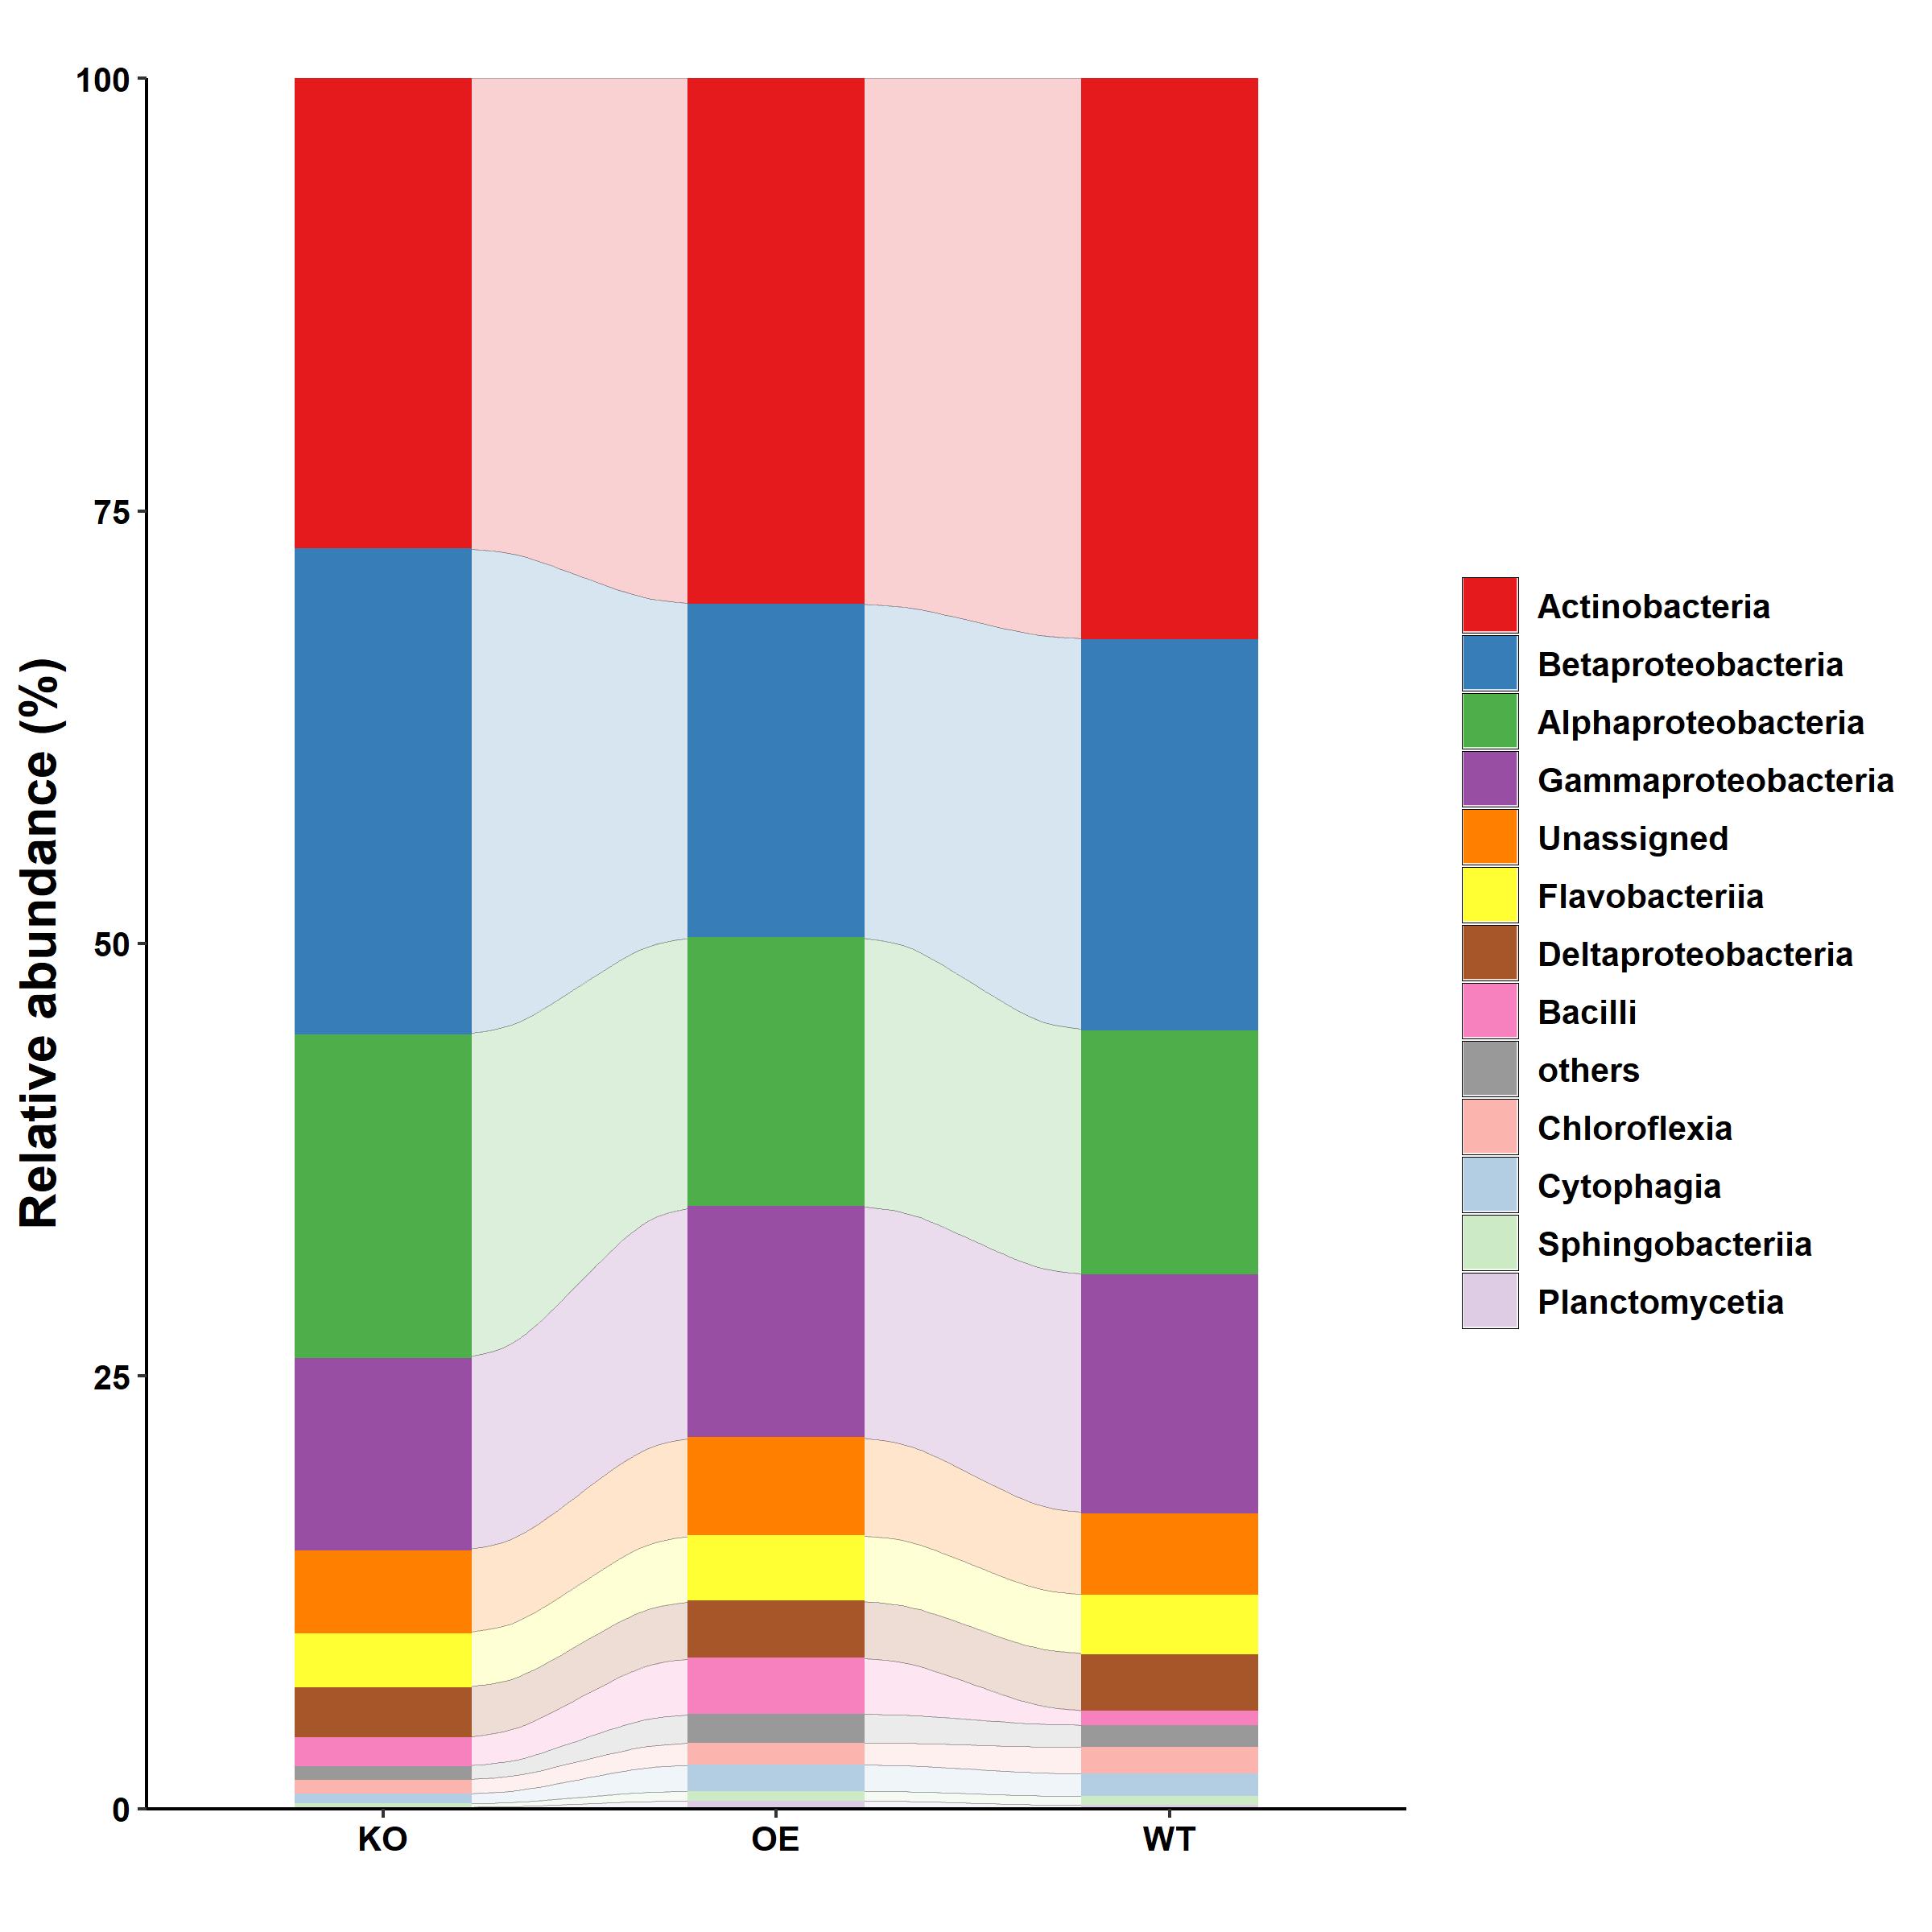 Relative abundance (%)
100
75
50
25
0
KO
OE
WT
Actinobacteria
Betaproteobacteria
Alphaproteobacteria
Gammaproteobacteria
Unassigned
Flavobacteriia
Deltaproteobacteria
Bacilli
others
Chloroflexia
Cytophagia
Sphingobacteriia
Planctomycetia